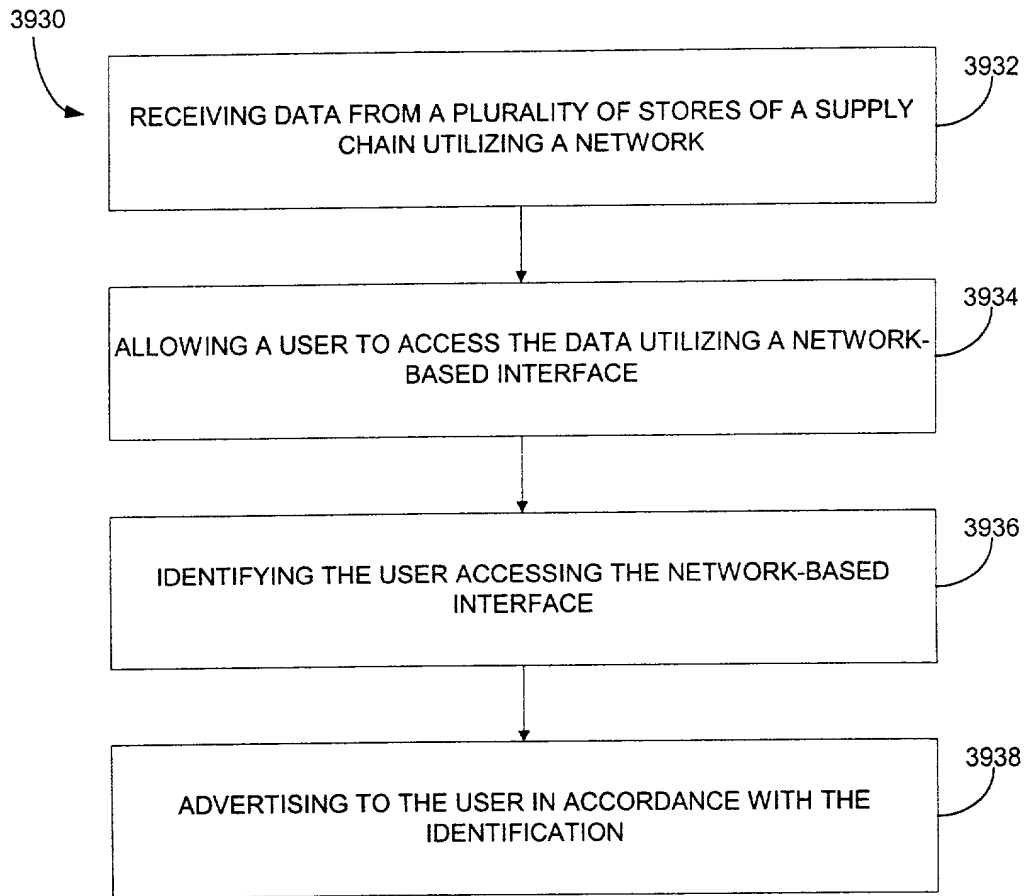 3930
3932
RECEIVING DATA FROM A PLURALITY OF STORES OF A SUPPLY
CHAIN UTILIZING A NETWORK
3934
ALLOWING A USER TO ACCESS THE DATA UTILIZING A NETWORK-
BASED INTERFACE
3936
IDENTIFYING THE USER ACCESSING THE NETWORK-BASED
INTERFACE
3938
ADVERTISING TO THE USER IN ACCORDANCE WITH THE
IDENTIFICATION